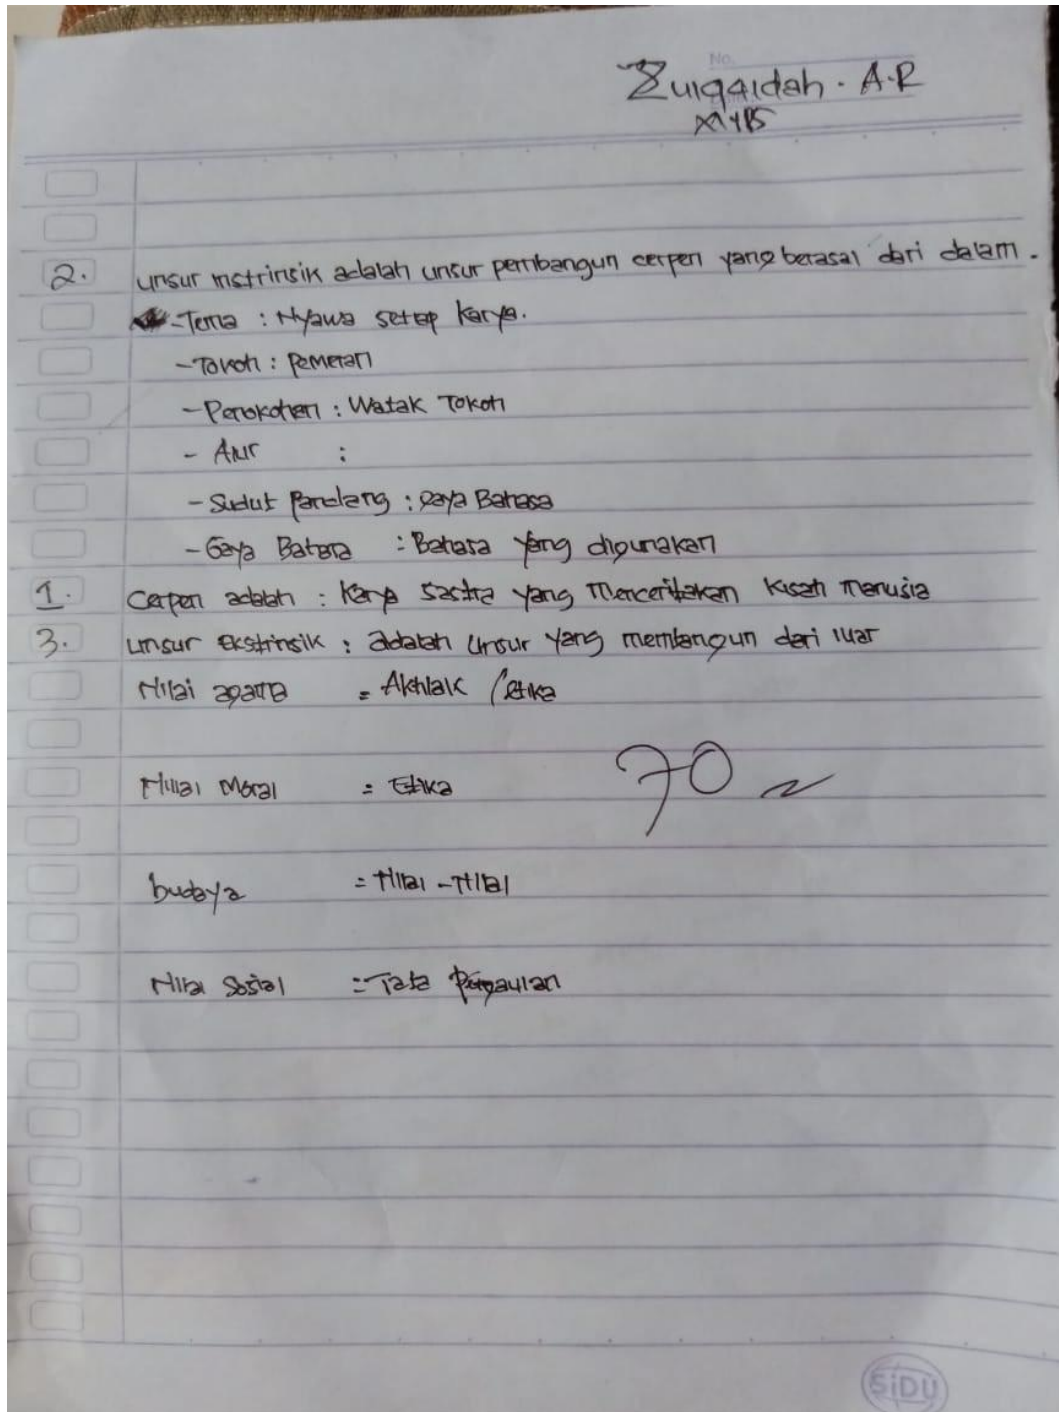 No.
Zulqaidah. A.R
2. unsur instrinsik adalah unsur pembangun cerpen yang berasal dari dalam.
-Tema : Nyawa setiap karya.
-Tokoh : Pemeran
-Penokohan : Watak Tokoh
- Alur :
-Sudut Pandang : gaya Bahasa
-Gaya Bahasa : Bahasa yang digunakan
1. Cerpen adalah : Karya sastra yang menceritakan kisah manusia
3. unsur ekstrinsik : adalah unsur yang membangun dari luar
Nilai agama = Akhlak / etika
Nilai Moral = Etika
70
budaya = Nilai -Nilai
Nilai Sosial = Tata pergaulan
SiDU